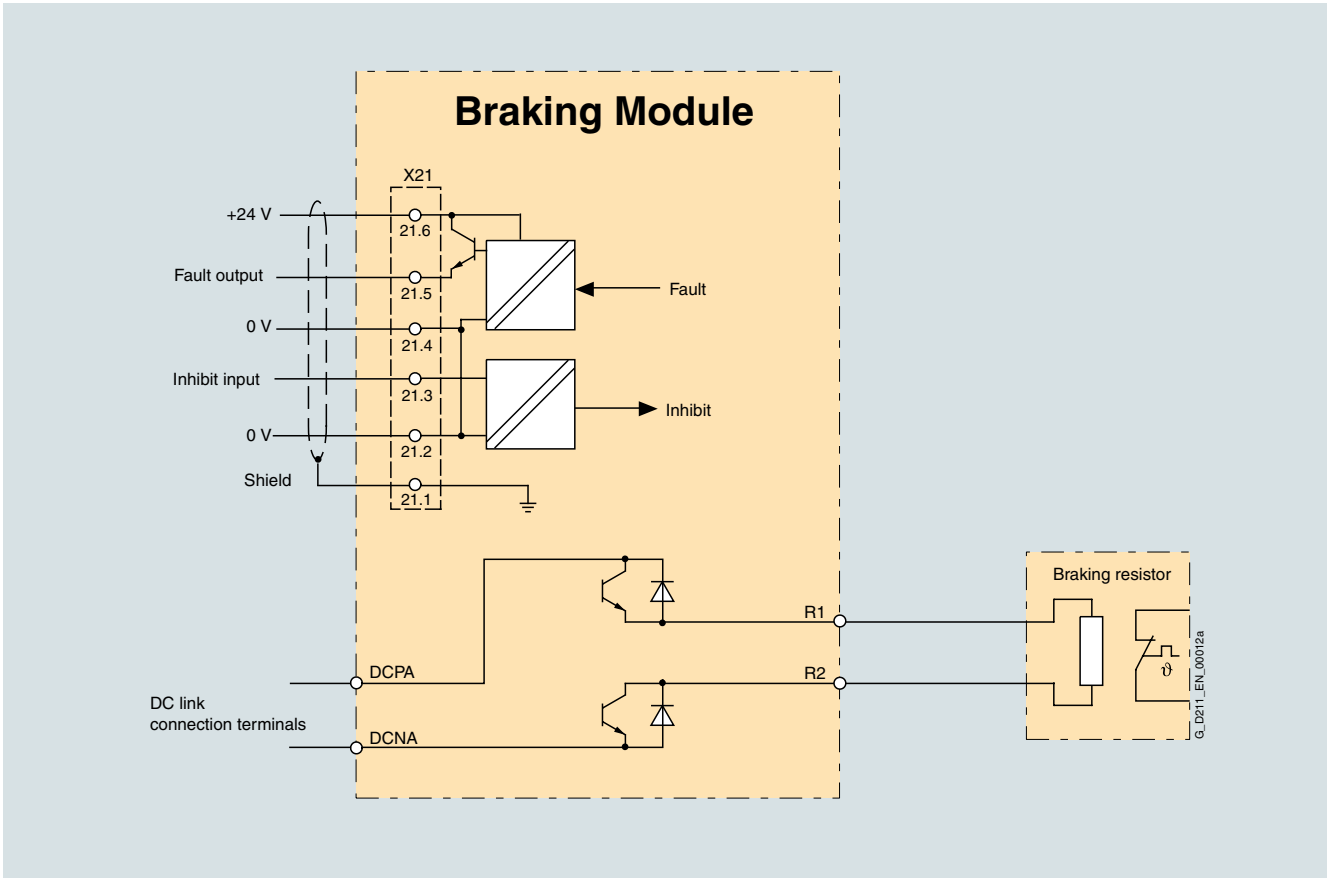 Braking Module
X21
+24 V
21.6
Fault output
21.5
Fault
0 V
21.4
Inhibit input
21.3
Inhibit
0 V
21.2
Shield
21.1
Braking resistor
R1
ϑ
DCPA
R2
DC link
connection terminals
DCNA
G_D211_EN_00012a